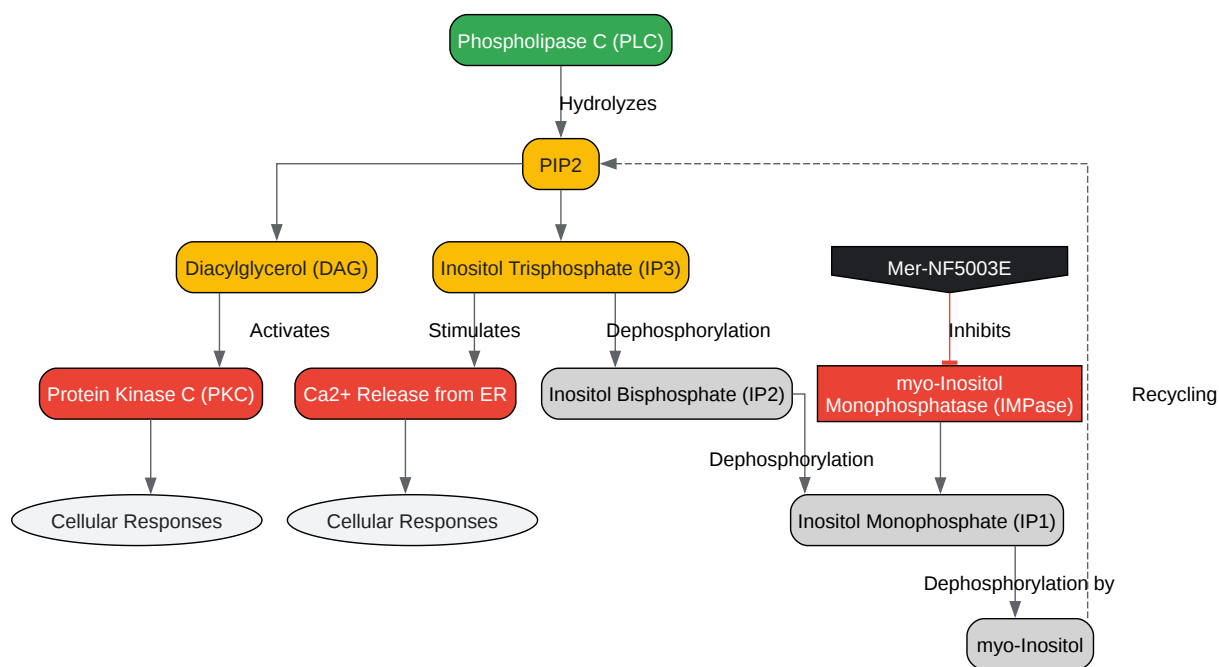 Phospholipase C (PLC)
Hydrolyzes
PIP2
Diacylglycerol (DAG)
Inositol Trisphosphate (IP3)
Mer-NF5003E
Activates
Stimulates
Dephosphorylation
Inhibits
Protein Kinase C (PKC)
Ca2+ Release from ER
Inositol Bisphosphate (IP2)
myo-Inositol
Monophosphatase (IMPase)
Recycling
Dephosphorylation
Cellular Responses
Cellular Responses
Inositol Monophosphate (IP1)
Dephosphorylation by
myo-Inositol